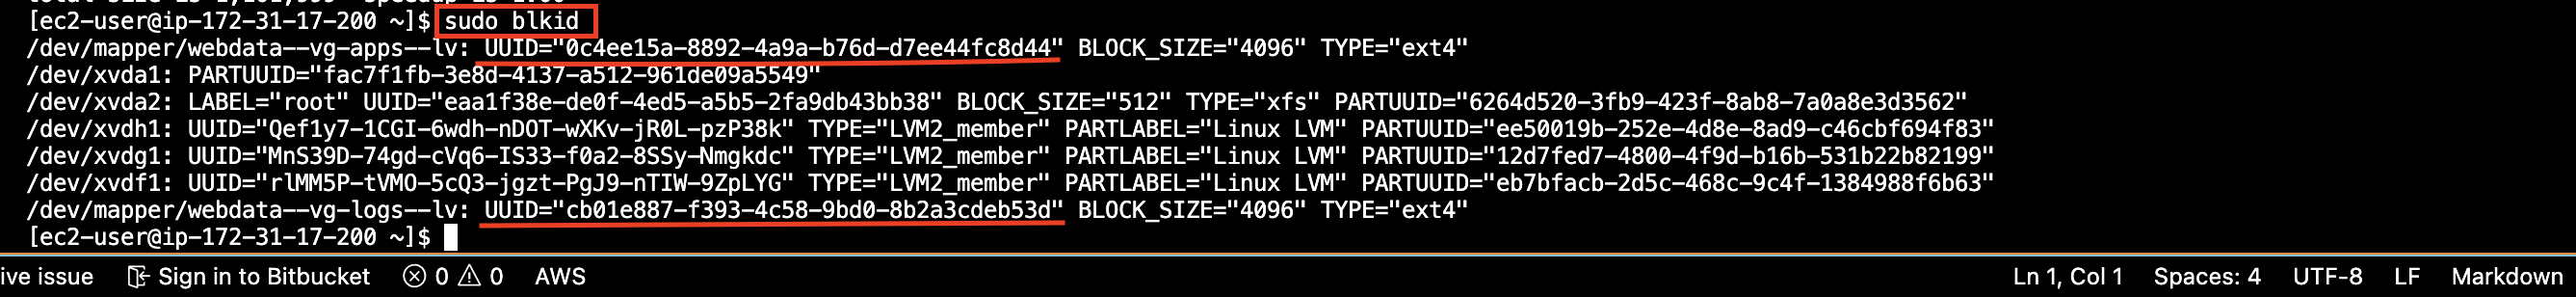 [ec2-user@ip-172-31-17-200 ~]$ sudo blkid
/dev/mapper/webdata--vg-apps--lv: UUID="0c4ee15a-8892-4a9a-b76d-d7ee44fc8d44" BLOCK_SIZE="4096" TYPE="ext4"
/dev/xvda1: PARTUUID="fac7f1fb-3e8d-4137-a512-961de09a5549"
/dev/xvda2: LABEL="root" UUID="eaa1f38e-de0f-4ed5-a5b5-2fa9db43bb38" BLOCK_SIZE="512" TYPE="xfs" PARTUUID="6264d520-3fb9-423f-8ab8-7a0a8e3d3562"
/dev/xvdh1: UUID="Qef1y7-1CGI-6wdh-nDOT-wXKv-jR0L-pzP38k" TYPE="LVM2_member" PARTLABEL="Linux LVM" PARTUUID="ee50019b-252e-4d8e-8ad9-c46cbf694f83"
/dev/xvdg1: UUID="MnS39D-74gd-cVq6-IS33-f0a2-8SSy-Nmgkdc" TYPE="LVM2_member" PARTLABEL="Linux LVM" PARTUUID="12d7fed7-4800-4f9d-b16b-531b22b82199"
/dev/xvdf1: UUID="rlMM5P-tVMO-5cQ3-jgzt-PgJ9-nTIW-9ZpLYG" TYPE="LVM2_member" PARTLABEL="Linux LVM" PARTUUID="eb7bfacb-2d5c-468c-9c4f-1384988f6b63"
/dev/mapper/webdata--vg-logs--lv: UUID="cb01e887-f393-4c58-9bd0-8b2a3cdeb53d" BLOCK_SIZE="4096" TYPE="ext4"
[ec2-user@ip-172-31-17-200 ~]$
ive issue Sign in to Bitbucket 0 0 AWS Ln 1, Col 1 Spaces: 4 UTF-8 LF Markdown